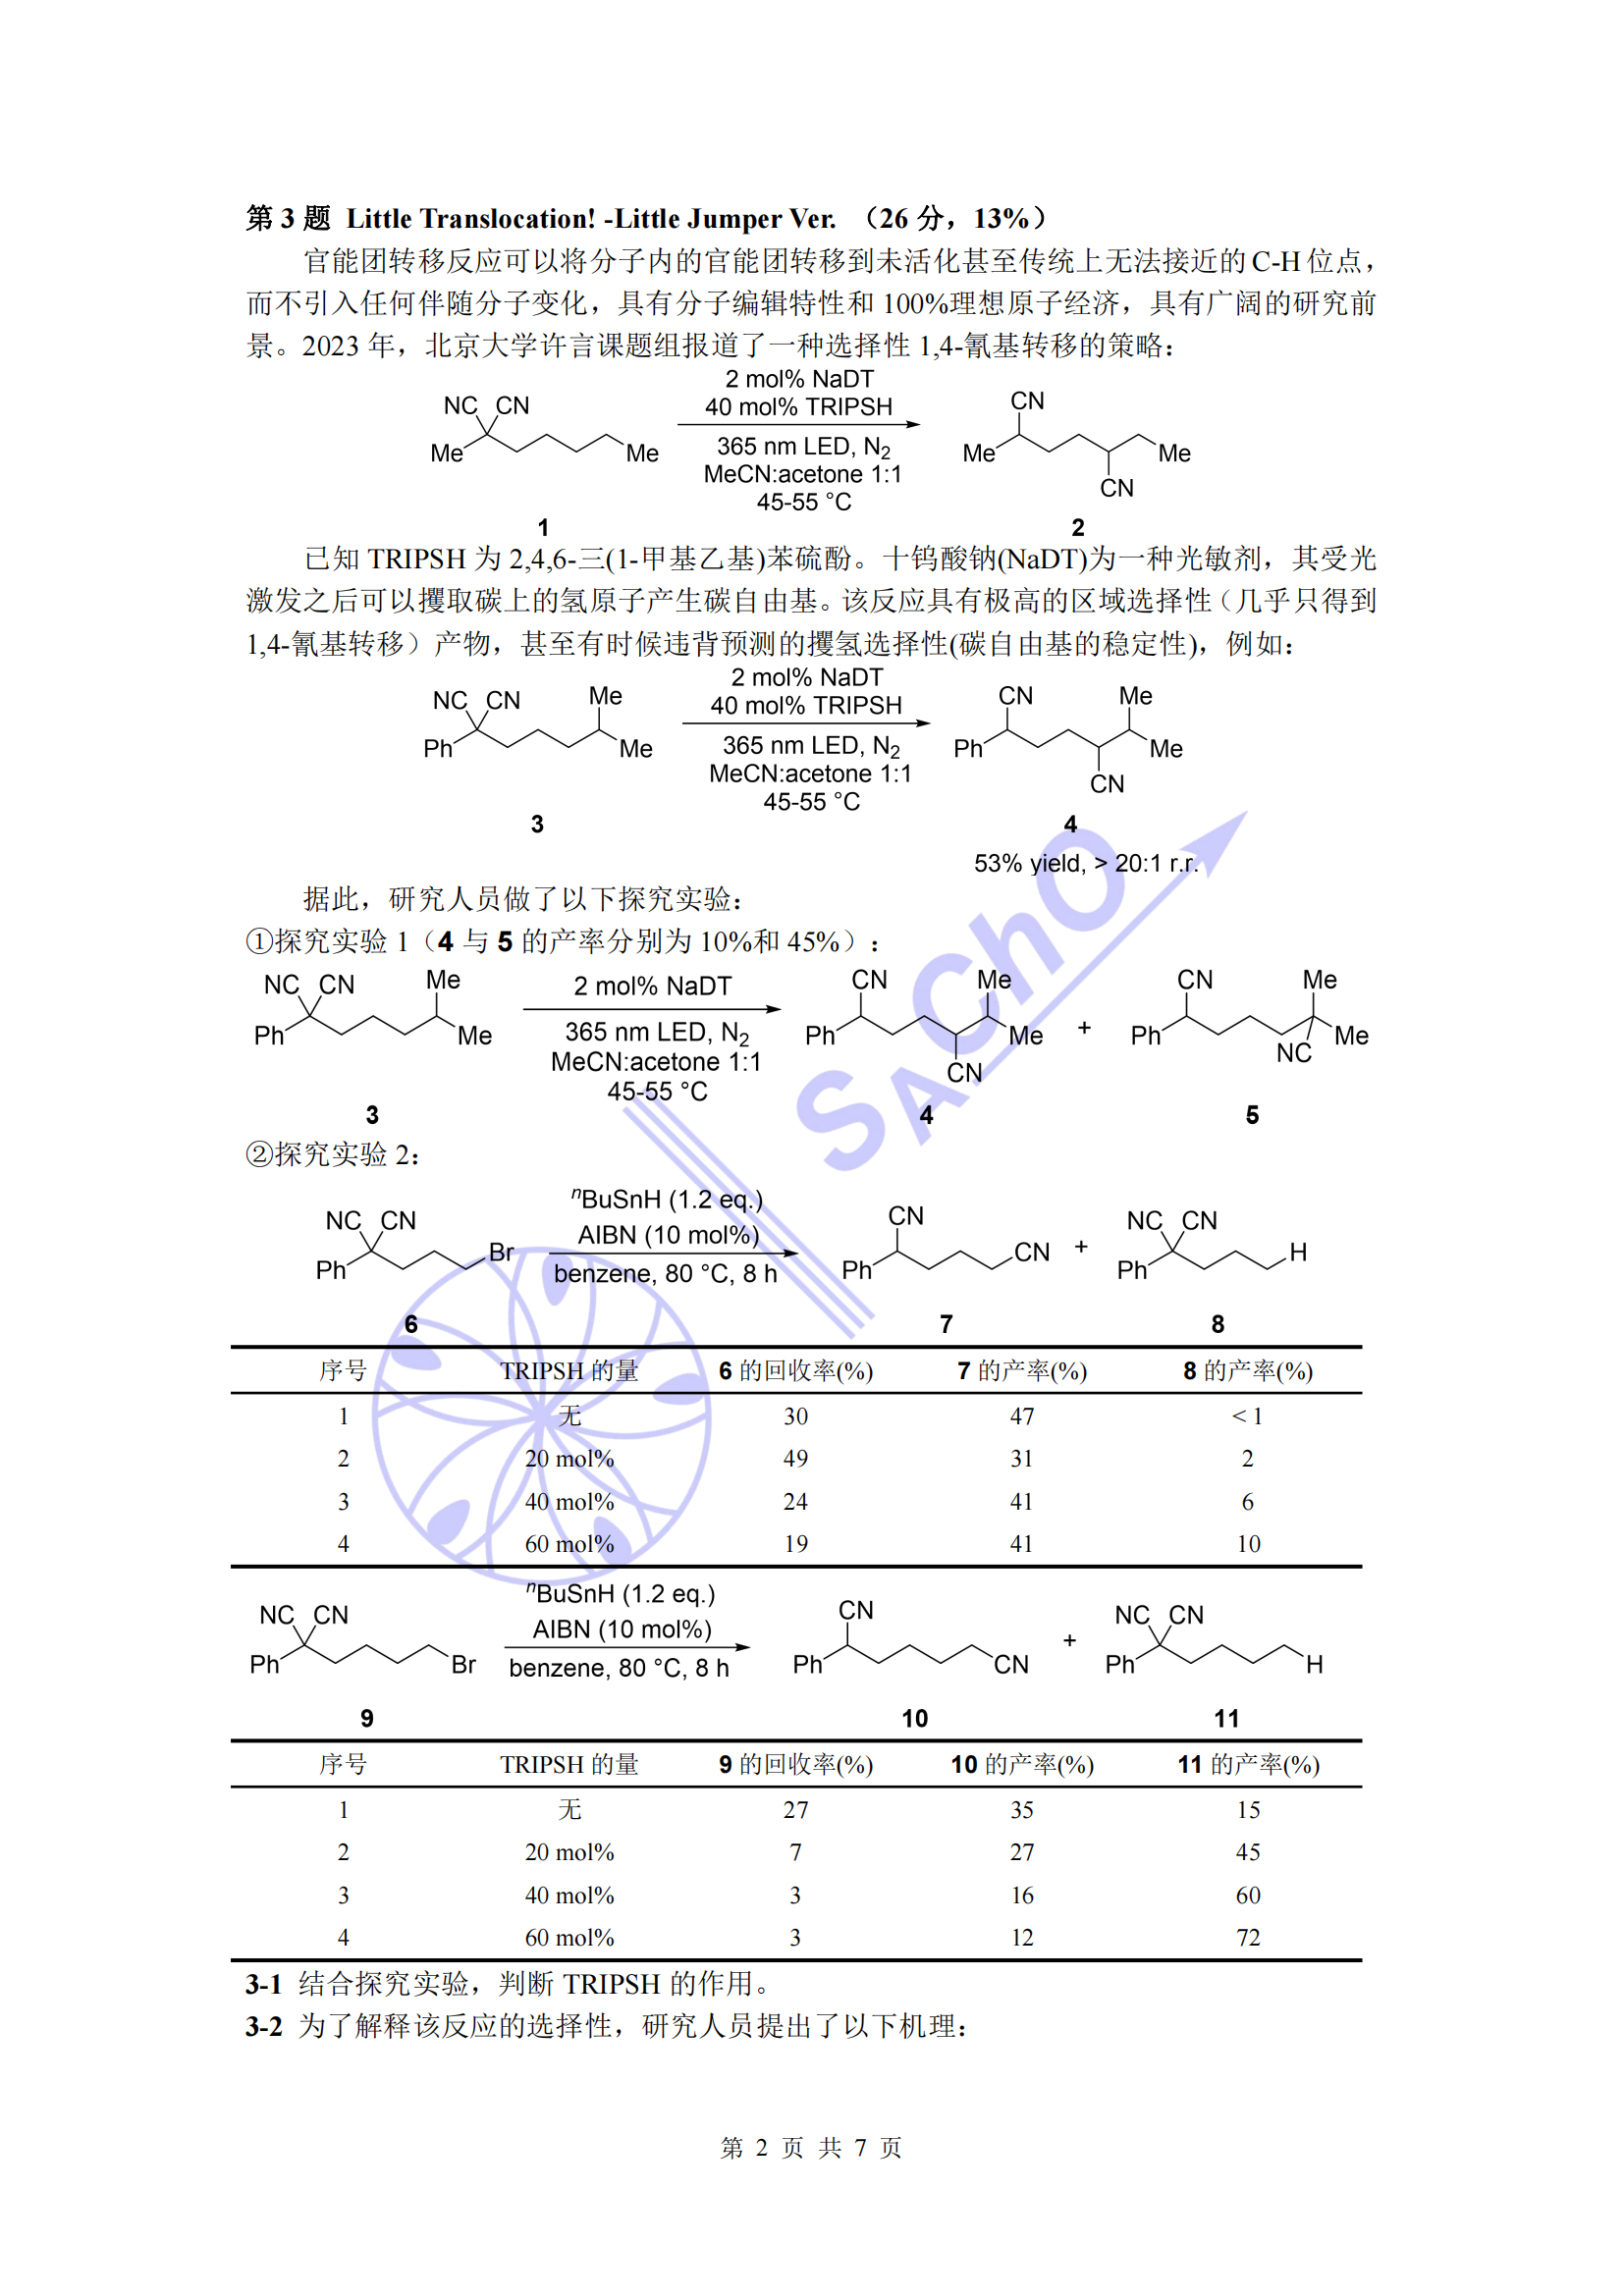 第 3 题 Little Translocation! -Little Jumper Ver. （26 分，13%）
官能团转移反应可以将分子内的官能团转移到未活化甚至传统上无法接近的 C-H 位点，
而不引入任何伴随分子变化，具有分子编辑特性和 100%理想原子经济，具有广阔的研究前
景。2023 年，北京大学许言课题组报道了一种选择性 1,4-氰基转移的策略：
NC CN Me Me
2 mol% NaDT
40 mol% TRIPSH
365 nm LED, N2
MeCN:acetone 1:1
45-55 °C
CN Me Me CN
1 2
已知 TRIPSH 为 2,4,6-三(1-甲基乙基)苯硫酚。十钨酸钠(NaDT)为一种光敏剂，其受光
激发之后可以攫取碳上的氢原子产生碳自由基。该反应具有极高的区域选择性（几乎只得到
1,4-氰基转移）产物，甚至有时候违背预测的攫氢选择性(碳自由基的稳定性)，例如：
NC CN Me Ph Me
2 mol% NaDT
40 mol% TRIPSH
365 nm LED, N2
MeCN:acetone 1:1
45-55 °C
CN Me Ph Me CN
3 4
53% yield, > 20:1 r.r.
据此，研究人员做了以下探究实验：
①探究实验 1（4 与 5 的产率分别为 10%和 45%）：
NC CN Me Ph Me
2 mol% NaDT
365 nm LED, N2
MeCN:acetone 1:1
45-55 °C
CN Me Ph Me CN
+
CN Me Ph NC Me
3 4 5
②探究实验 2：
NC CN Ph Br
nBuSnH (1.2 eq.)
AIBN (10 mol%)
benzene, 80 °C, 8 h
CN Ph CN
+
NC CN Ph H
6 7 8
序号 TRIPSH 的量 6 的回收率(%) 7 的产率(%) 8 的产率(%)
1 无 30 47 < 1
2 20 mol% 49 31 2
3 40 mol% 24 41 6
4 60 mol% 19 41 10
NC CN Ph Br
nBuSnH (1.2 eq.)
AIBN (10 mol%)
benzene, 80 °C, 8 h
CN Ph CN
+
NC CN Ph H
9 10 11
序号 TRIPSH 的量 9 的回收率(%) 10 的产率(%) 11 的产率(%)
1 无 27 35 15
2 20 mol% 7 27 45
3 40 mol% 3 16 60
4 60 mol% 3 12 72
3-1 结合探究实验，判断 TRIPSH 的作用。
3-2 为了解释该反应的选择性，研究人员提出了以下机理：
SAChO
第 2 页 共 7 页